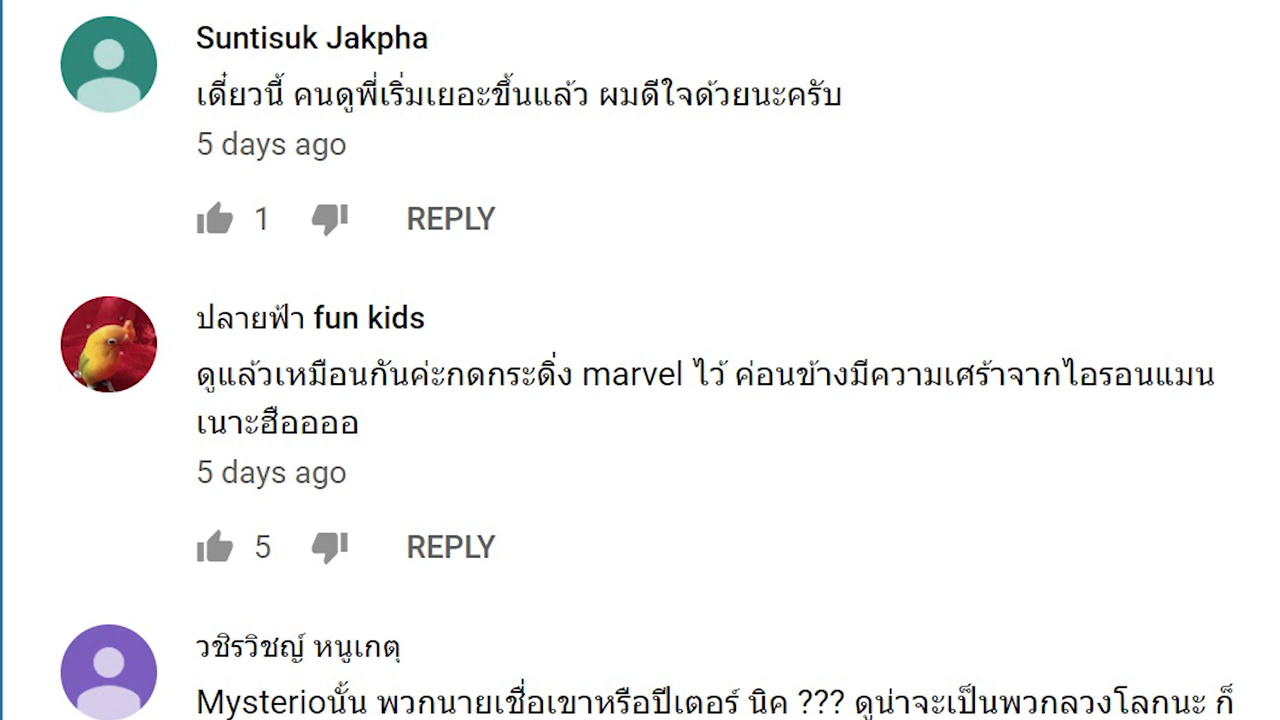 Suntisuk Jakpha
เดี๋ยวนี้ คนดูพี่เริ่มเยอะขึ้นแล้ว ผมดีใจด้วยนะครับ
5 days ago
1 REPLY
ปลายฟ้า fun kids
ดูแล้วเหมือนกันค่ะกดกระดิ่ง marvel ไว้ ค่อนข้างมีความเศร้าจากไอรอนแมน
เนาะฮืออออ
5 days ago
5 REPLY
วชิรวิชญ์ หนูเกตุ
Mysterioนั้น พวกนายเชื่อเขาหรือปีเตอร์ นิค ??? ดูน่าจะเป็นพวกลวงโลกนะ ก็